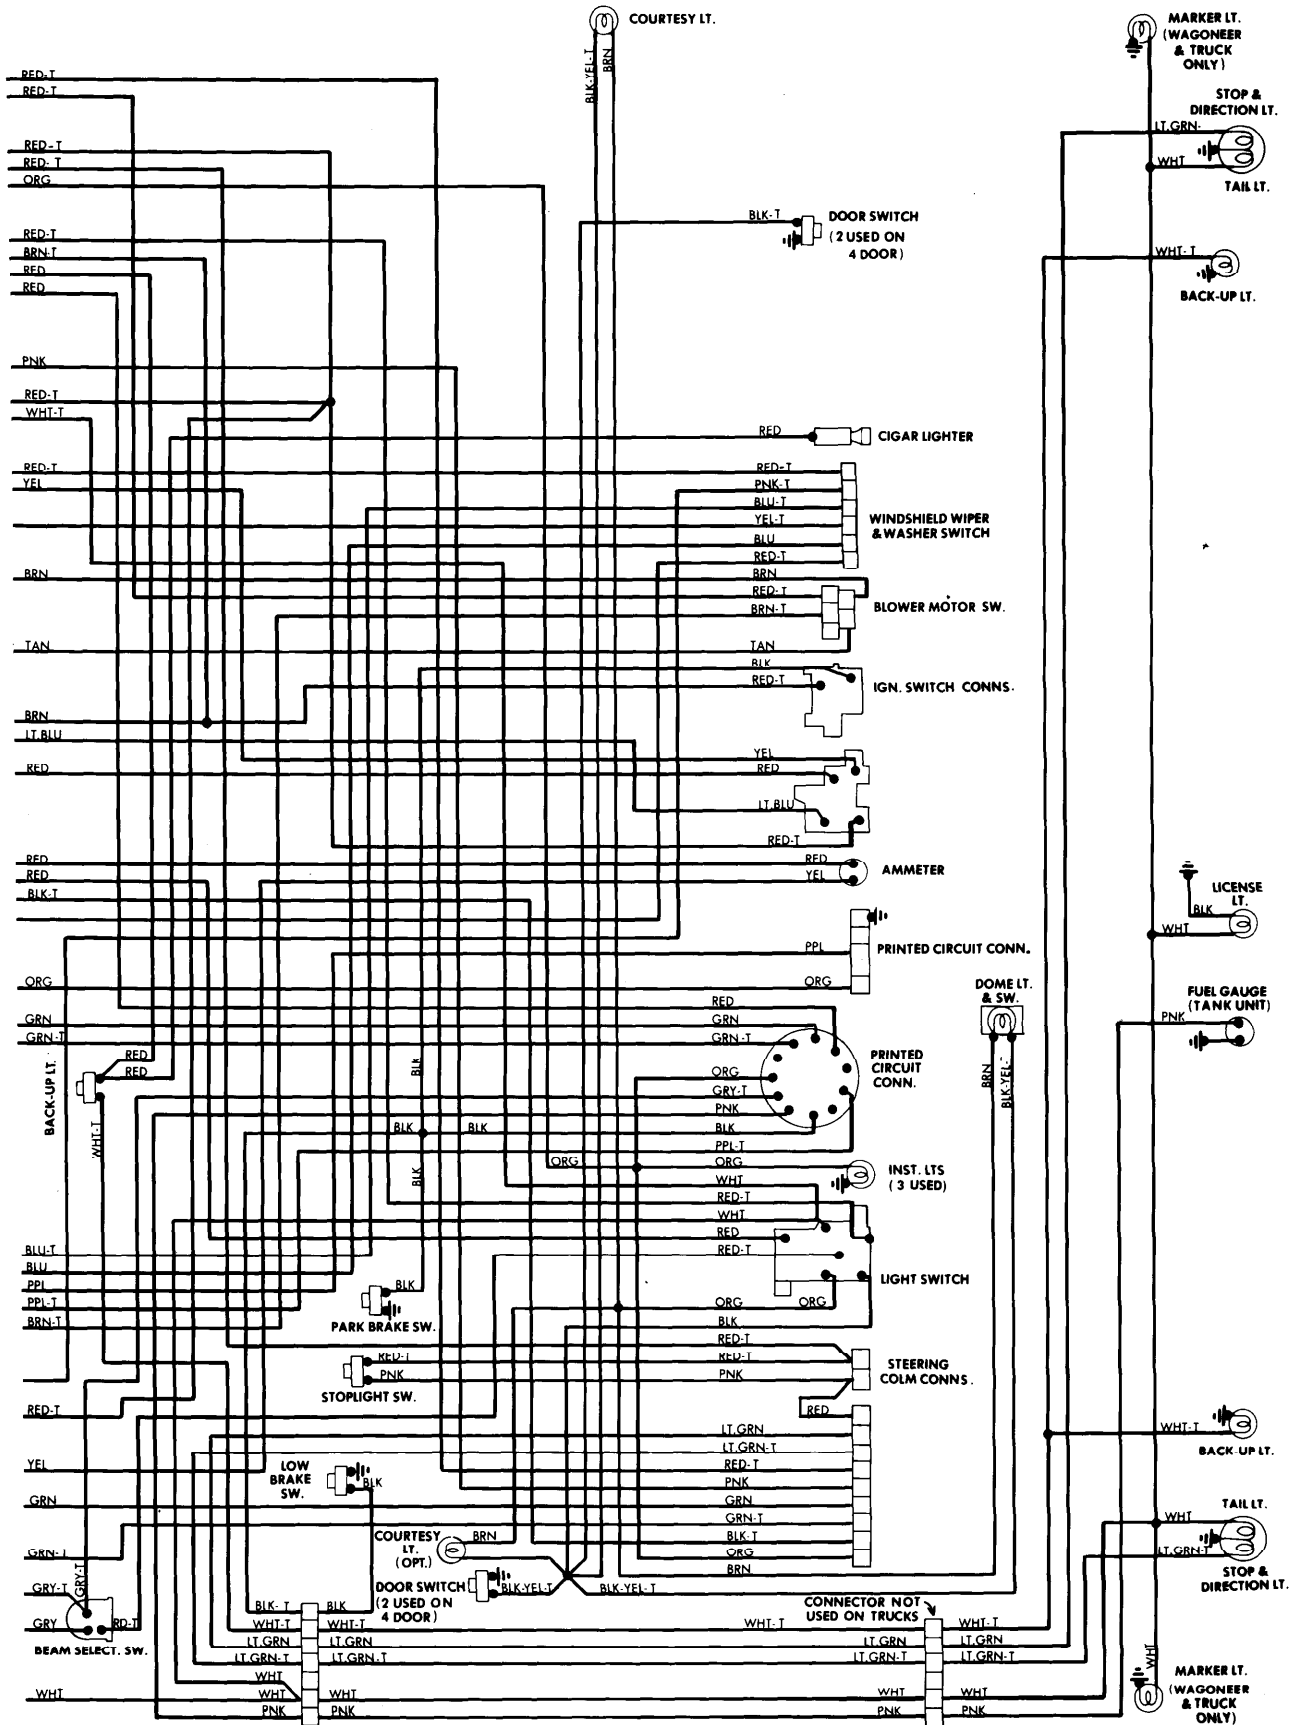 COURTESY LT.
MARKER LT.
(WAGONEER
& TRUCK
ONLY)
BLK-YEL-T
BRN
RED-T
RED-T
STOP &
DIRECTION LT.
LT.GRN-
WHT
TAIL LT.
RED-T
RED-T
ORG
BLK-T
DOOR SWITCH
(2 USED ON
4 DOOR)
RED-T
BRN-T
RED
RED
WHT-T
BACK-UP LT.
PNK
RED-T
WHT-T
RED
CIGAR LIGHTER
RED-T
YEL
RED-T
PNK-T
BLU-T
YEL-T
BLU
RED-T
WINDSHIELD WIPER
& WASHER SWITCH
BRN
BRN
RED-T
BRN-T
BLOWER MOTOR SW.
TAN
TAN
BLK
RED-T
IGN. SWITCH CONNS.
BRN
LT.BLU
RED
YEL
RED
LT.BLU
RED-T
RED
RED
BLK-T
RED
YEL
AMMETER
LICENSE
LT.
BLK
WHT
PPL
PRINTED CIRCUIT CONN.
ORG
ORG
DOME LT.
& SW.
FUEL GAUGE
(TANK UNIT)
PNK
RED
GRN
GRN-T
GRN
GRN-T
RED
RED
BACK-UP LT.
WHT-T
BLK
ORG
GRY-T
PNK
BLK
PPL-T
ORG
PRINTED
CIRCUIT
CONN.
BRN
BLK-YEL-
BLK
BLK
BLK
ORG
INST. LTS
(3 USED)
WHT
RED-T
WHT
RED
RED-T
LIGHT SWITCH
BLU-T
BLU
PPL
PPL-T
BRN-T
BLK
PARK BRAKE SW.
ORG
ORG
BLK
RED-T
RED-T
PNK
RED-T
PNK
STOPLIGHT SW.
STEERING
COLM CONNS.
RED
RED-T
LT.GRN
LT.GRN-T
RED-T
PNK
GRN
GRN-T
BLK-T
ORG
BRN
WHT-T
BACK-UP LT.
YEL
GRN
GRN-T
LOW
BRAKE
SW.
BLK
TAIL LT.
WHT
LT.GRN-T
STOP &
DIRECTION LT.
COURTESY
LT.
(OPT.)
BRN
DOOR SWITCH
(2 USED ON
4 DOOR)
BLK-YEL-T
BLK-YEL-T
GRY-T
GRY-T
GRY
RD-T
BEAM SELECT. SW.
CONNECTOR NOT
USED ON TRUCKS
BLK-T
BLK
WHT-T
WHT-T
WHT-T
WHT-T
LT.GRN
LT.GRN
LT.GRN
LT.GRN
LT.GRN-T
LT.GRN-T
LT.GRN-T
LT.GRN-T
WHT
WHT
WHT
WHT
WHT
WHT
PNK
PNK
PNK
PNK
WHT
MARKER LT.
(WAGONEER
& TRUCK
ONLY)